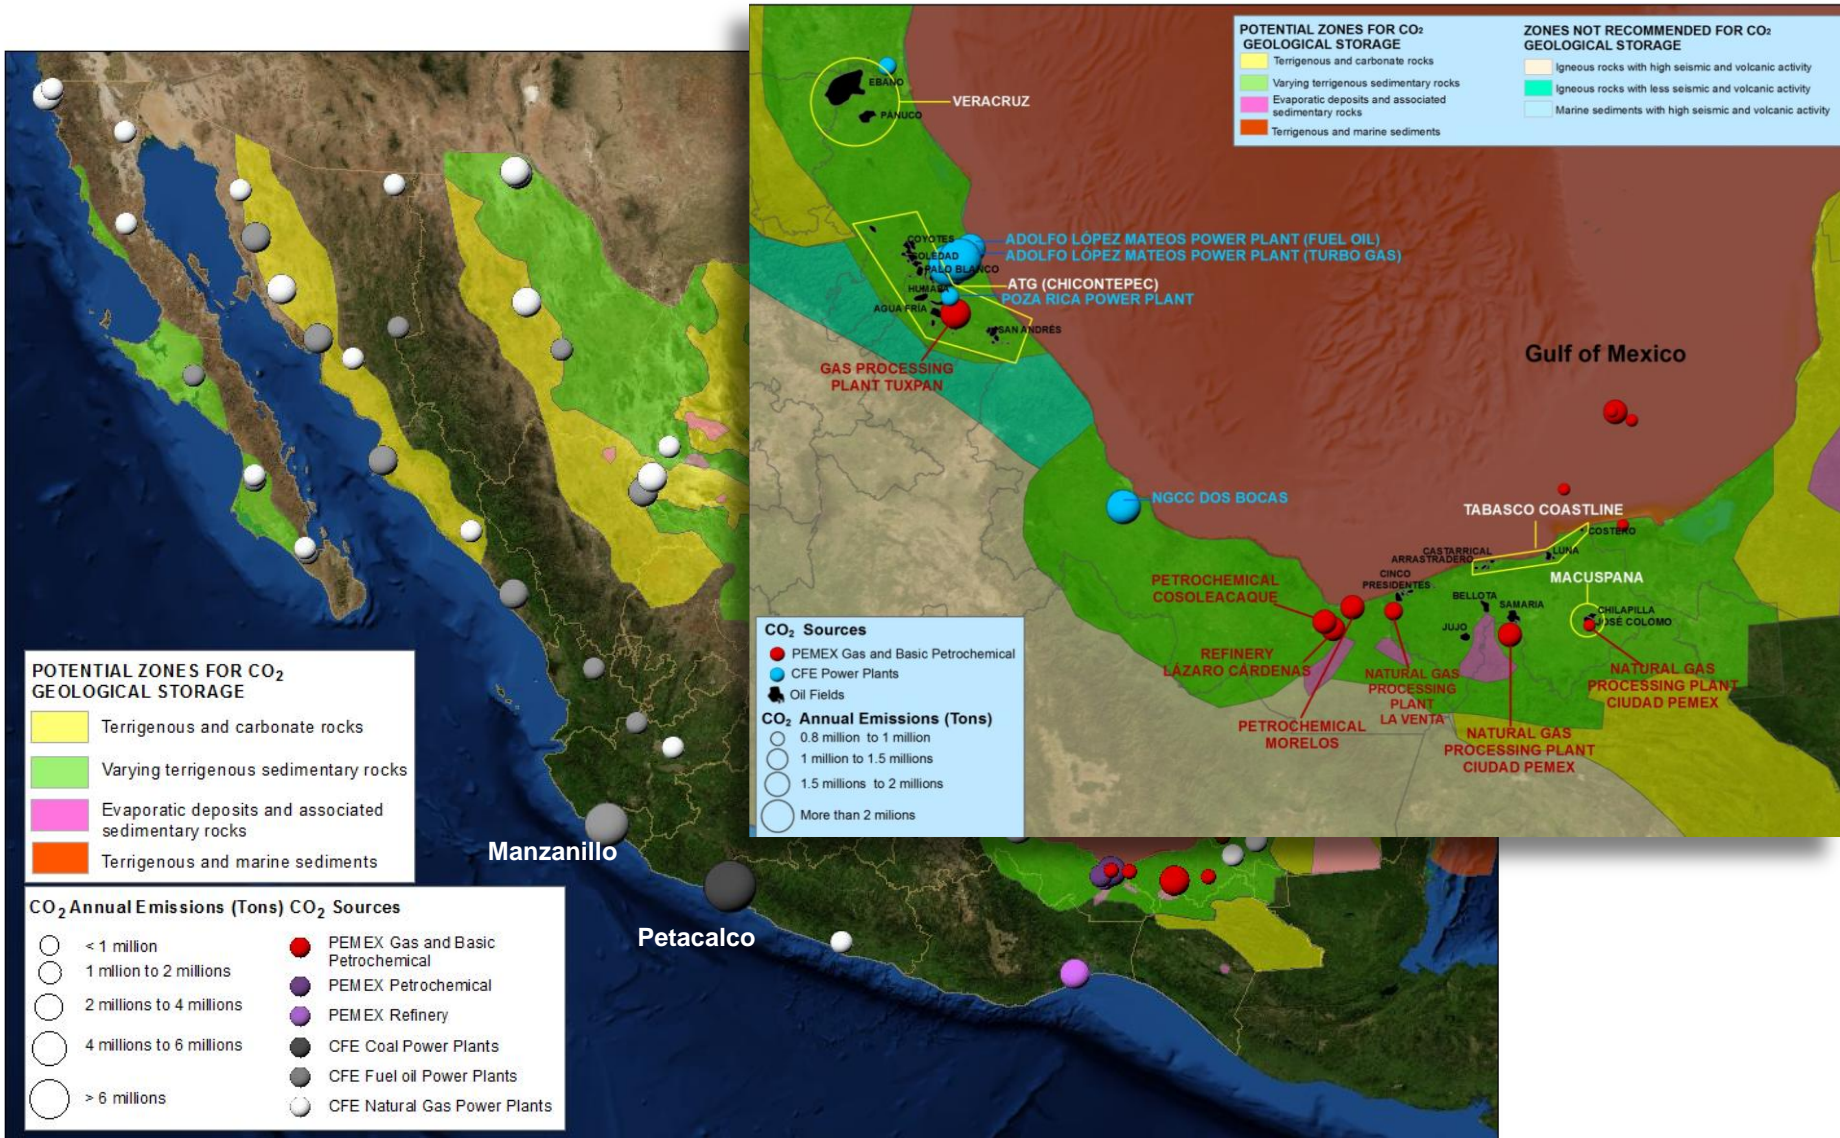 POTENTIAL ZONES FOR CO2
GEOLOGICAL STORAGE
Terrigenous and carbonate rocks
Varying terrigenous sedimentary rocks
Evaporatic deposits and associated
sedimentary rocks
Terrigenous and marine sediments
ZONES NOT RECOMMENDED FOR CO2
GEOLOGICAL STORAGE
Igneous rocks with high seismic and volcanic activity
Igneous rocks with less seismic and volcanic activity
Marine sediments with high seismic and volcanic activity
EBANO
VERACRUZ
PÁNUCO
COYOTES
SOLEDAD
PALO BLANCO
HUMAPA
AGUA FRÍA
SAN ANDRÉS
ADOLFO LÓPEZ MATEOS POWER PLANT (FUEL OIL)
ADOLFO LÓPEZ MATEOS POWER PLANT (TURBO GAS)
ATG (CHICONTEPEC)
POZA RICA POWER PLANT
GAS PROCESSING
PLANT TUXPAN
Gulf of Mexico
NGCC DOS BOCAS
TABASCO COASTLINE
COSTERO
CASTARRICAL
ARRASTRADERO
LUNA
CINCO
PRESIDENTES
MACUSPANA
BELLOTA
SAMARIA
JUJO
CHILAPILLA
JOSÉ COLOMO
PETROCHEMICAL
COSOLEACAQUE
REFINERY
LÁZARO CÁRDENAS
PETROCHEMICAL
MORELOS
NATURAL GAS
PROCESSING
PLANT
LA VENTA
NATURAL GAS
PROCESSING PLANT
CIUDAD PEMEX
NATURAL GAS
PROCESSING PLANT
CIUDAD PEMEX
CO2 Sources
PEMEX Gas and Basic Petrochemical
CFE Power Plants
Oil Fields
CO2 Annual Emissions (Tons)
0.8 million to 1 million
1 million to 1.5 millions
1.5 millions to 2 millions
More than 2 milions
Manzanillo
Petacalco
POTENTIAL ZONES FOR CO2
GEOLOGICAL STORAGE
Terrigenous and carbonate rocks
Varying terrigenous sedimentary rocks
Evaporatic deposits and associated
sedimentary rocks
Terrigenous and marine sediments
CO2 Annual Emissions (Tons)
< 1 million
1 mlllion to 2 millions
2 millions to 4 millions
4 millions to 6 millions
> 6 millions
CO2 Sources
PEMEX Gas and Basic
Petrochemical
PEMEX Petrochemical
PEMEX Refinery
CFE Coal Power Plants
CFE Fuel oil Power Plants
CFE Natural Gas Power Plants